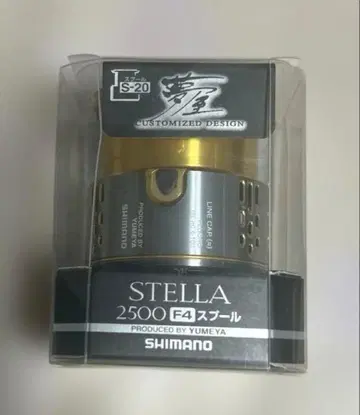 スプール
S-20
夢屋
CUSTOMIZED DESIGN
PRODUCED BY
YUMEYA
SHIMANO
LINE CAP.(m)
STELLA
2500 F4 スプール
PRODUCED BY YUMEYA
SHIMANO